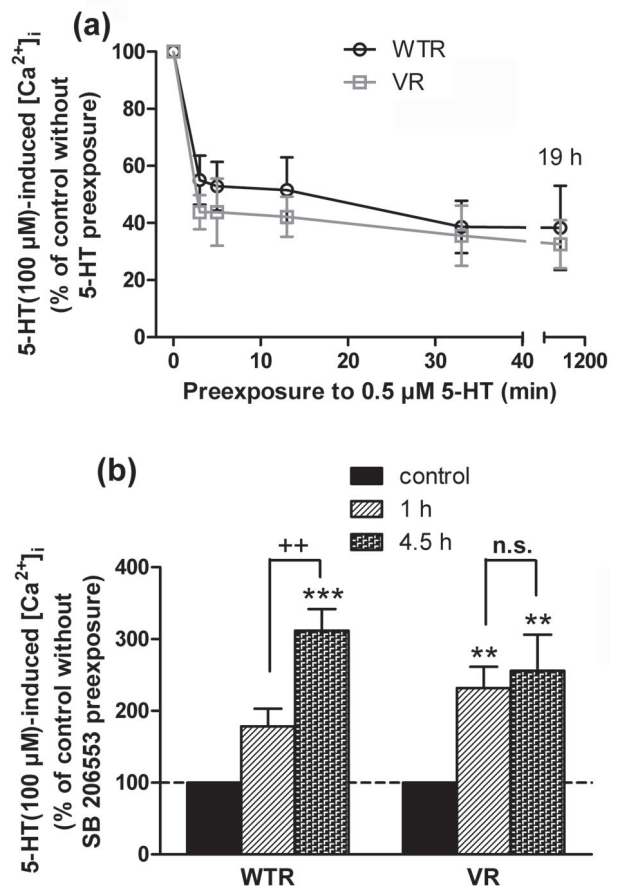 (a)
5-HT(100 µM)-induced [Ca2+]i
(% of control without
5-HT preexposure)
100
80
60
40
20
0
WTR
VR
19 h
0 10 20 30 40 1200
Preexposure to 0.5 µM 5-HT (min)
(b)
5-HT(100 µM)-induced [Ca2+]i
(% of control without
SB 206553 preexposure)
control
1 h
4.5 h
400
300
200
100
0
++
***
n.s.
**
**
WTR VR